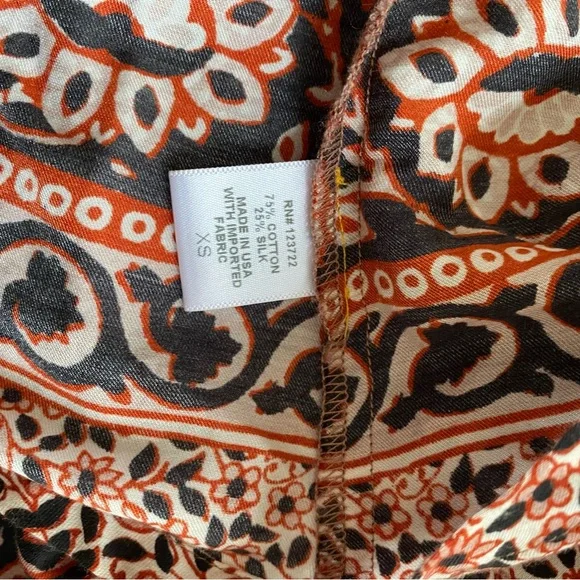 RN# 123722
75% COTTON
25% SILK
MADE IN USA
WITH IMPORTED
FABRIC
XS